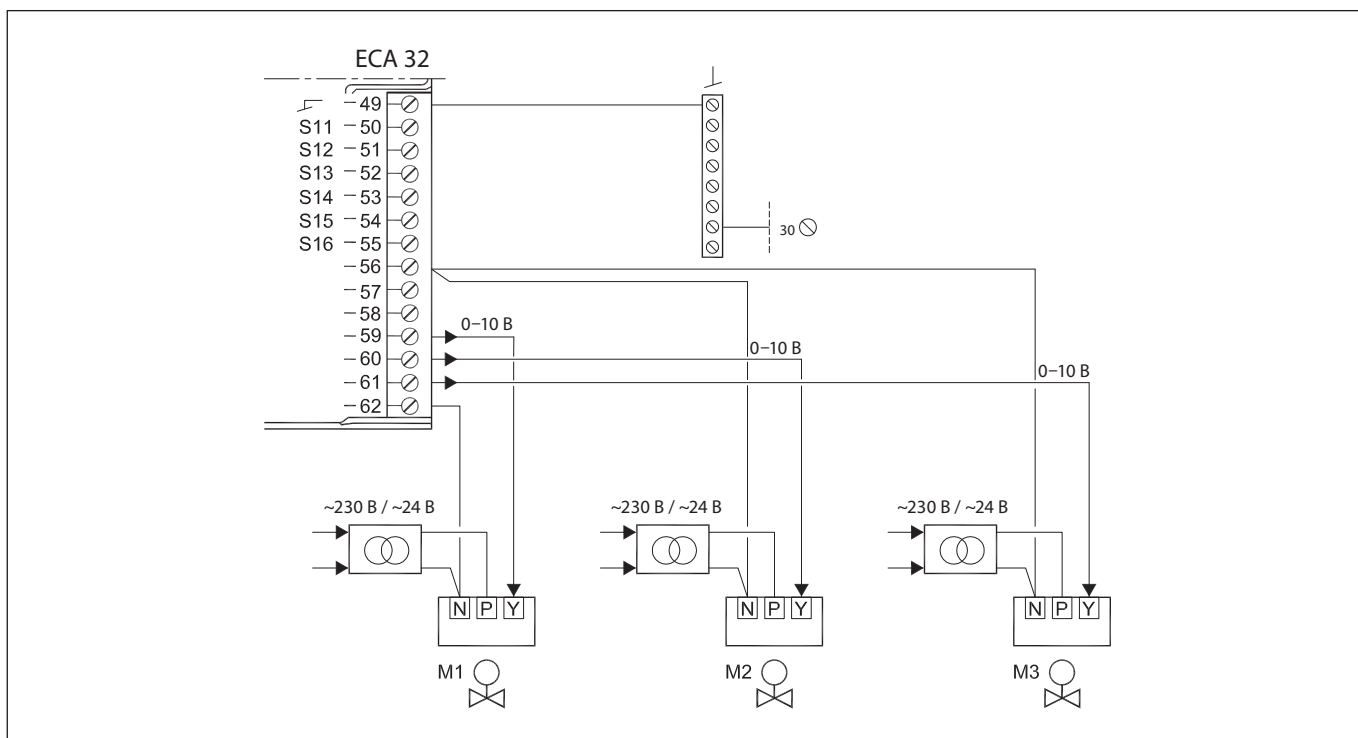 ECA 32
49
S11 50
S12 51
S13 52
S14 53
S15 54
S16 55
56
57
58
59
60
61
62
30
0–10 В
0–10 В
0–10 В
~230 В / ~24 В
~230 В / ~24 В
~230 В / ~24 В
N P Y
N P Y
N P Y
M1
M2
M3